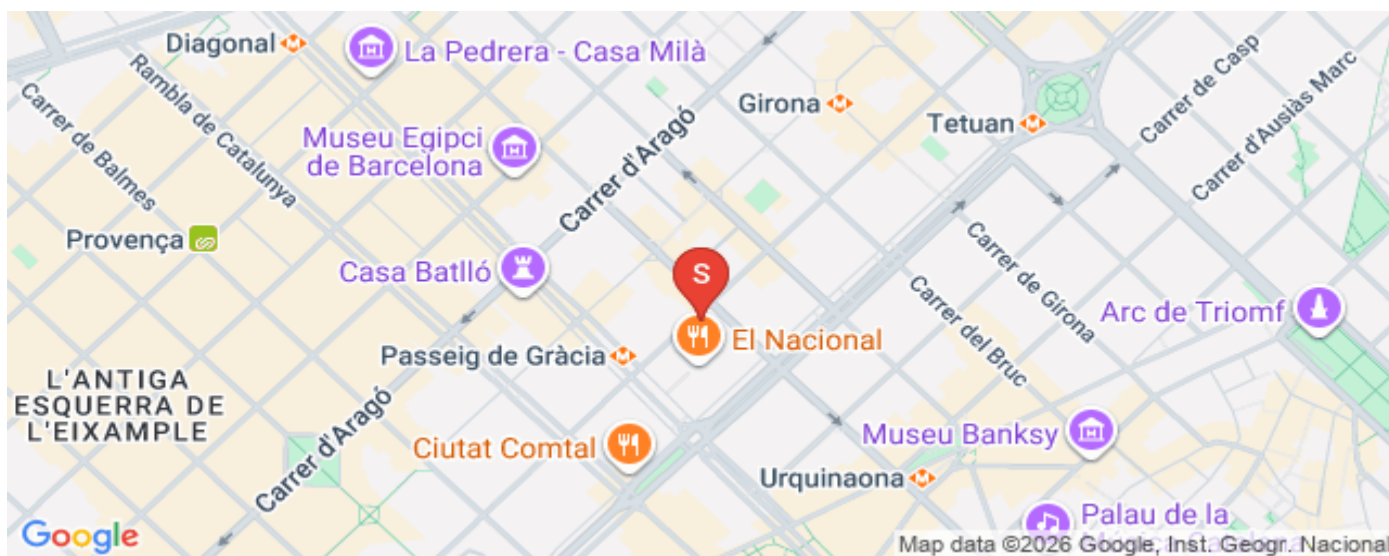 Diagonal
La Pedrera - Casa Milà
Rambla de Catalunya
Carrer de Balmes
Museu Egipci
de Barcelona
Carrer d'Aragó
Girona
Tetuan
Carrer de Casp
Carrer d'Ausiàs Marc
Provença
Casa Batlló
S
El Nacional
Carrer de Girona
Carrer del Bruc
Arc de Triomf
Passeig de Gràcia
L'ANTIGA
ESQUERRA DE
L'EIXAMPLE
Carrer d'Aragó
Ciutat Comtal
Museu Banksy
Urquinaona
Palau de la
Google
Map data ©2026 Google, Inst. Geogr. Nacional